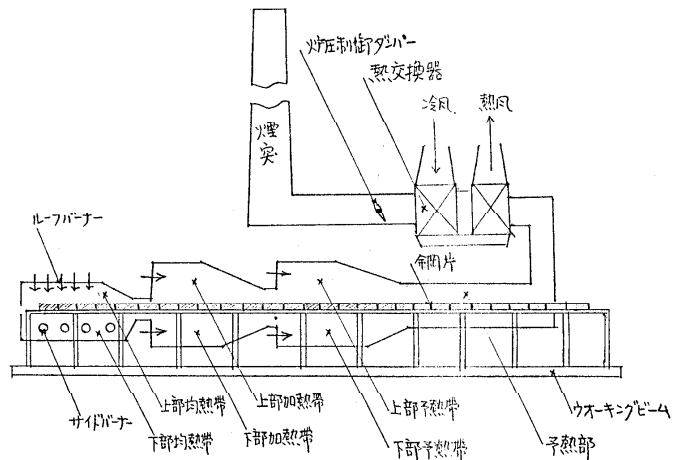 炉圧制御ダンパー
熱交換器
冷风
熱风
煙突
ルーフバーナー
鋼片
サイドバーナー
上部均熱帯
下部均熱帯
上部加熱帯
下部加熱帯
上部予熱帯
下部予熱帯
ウオーキングビーム
予熱部